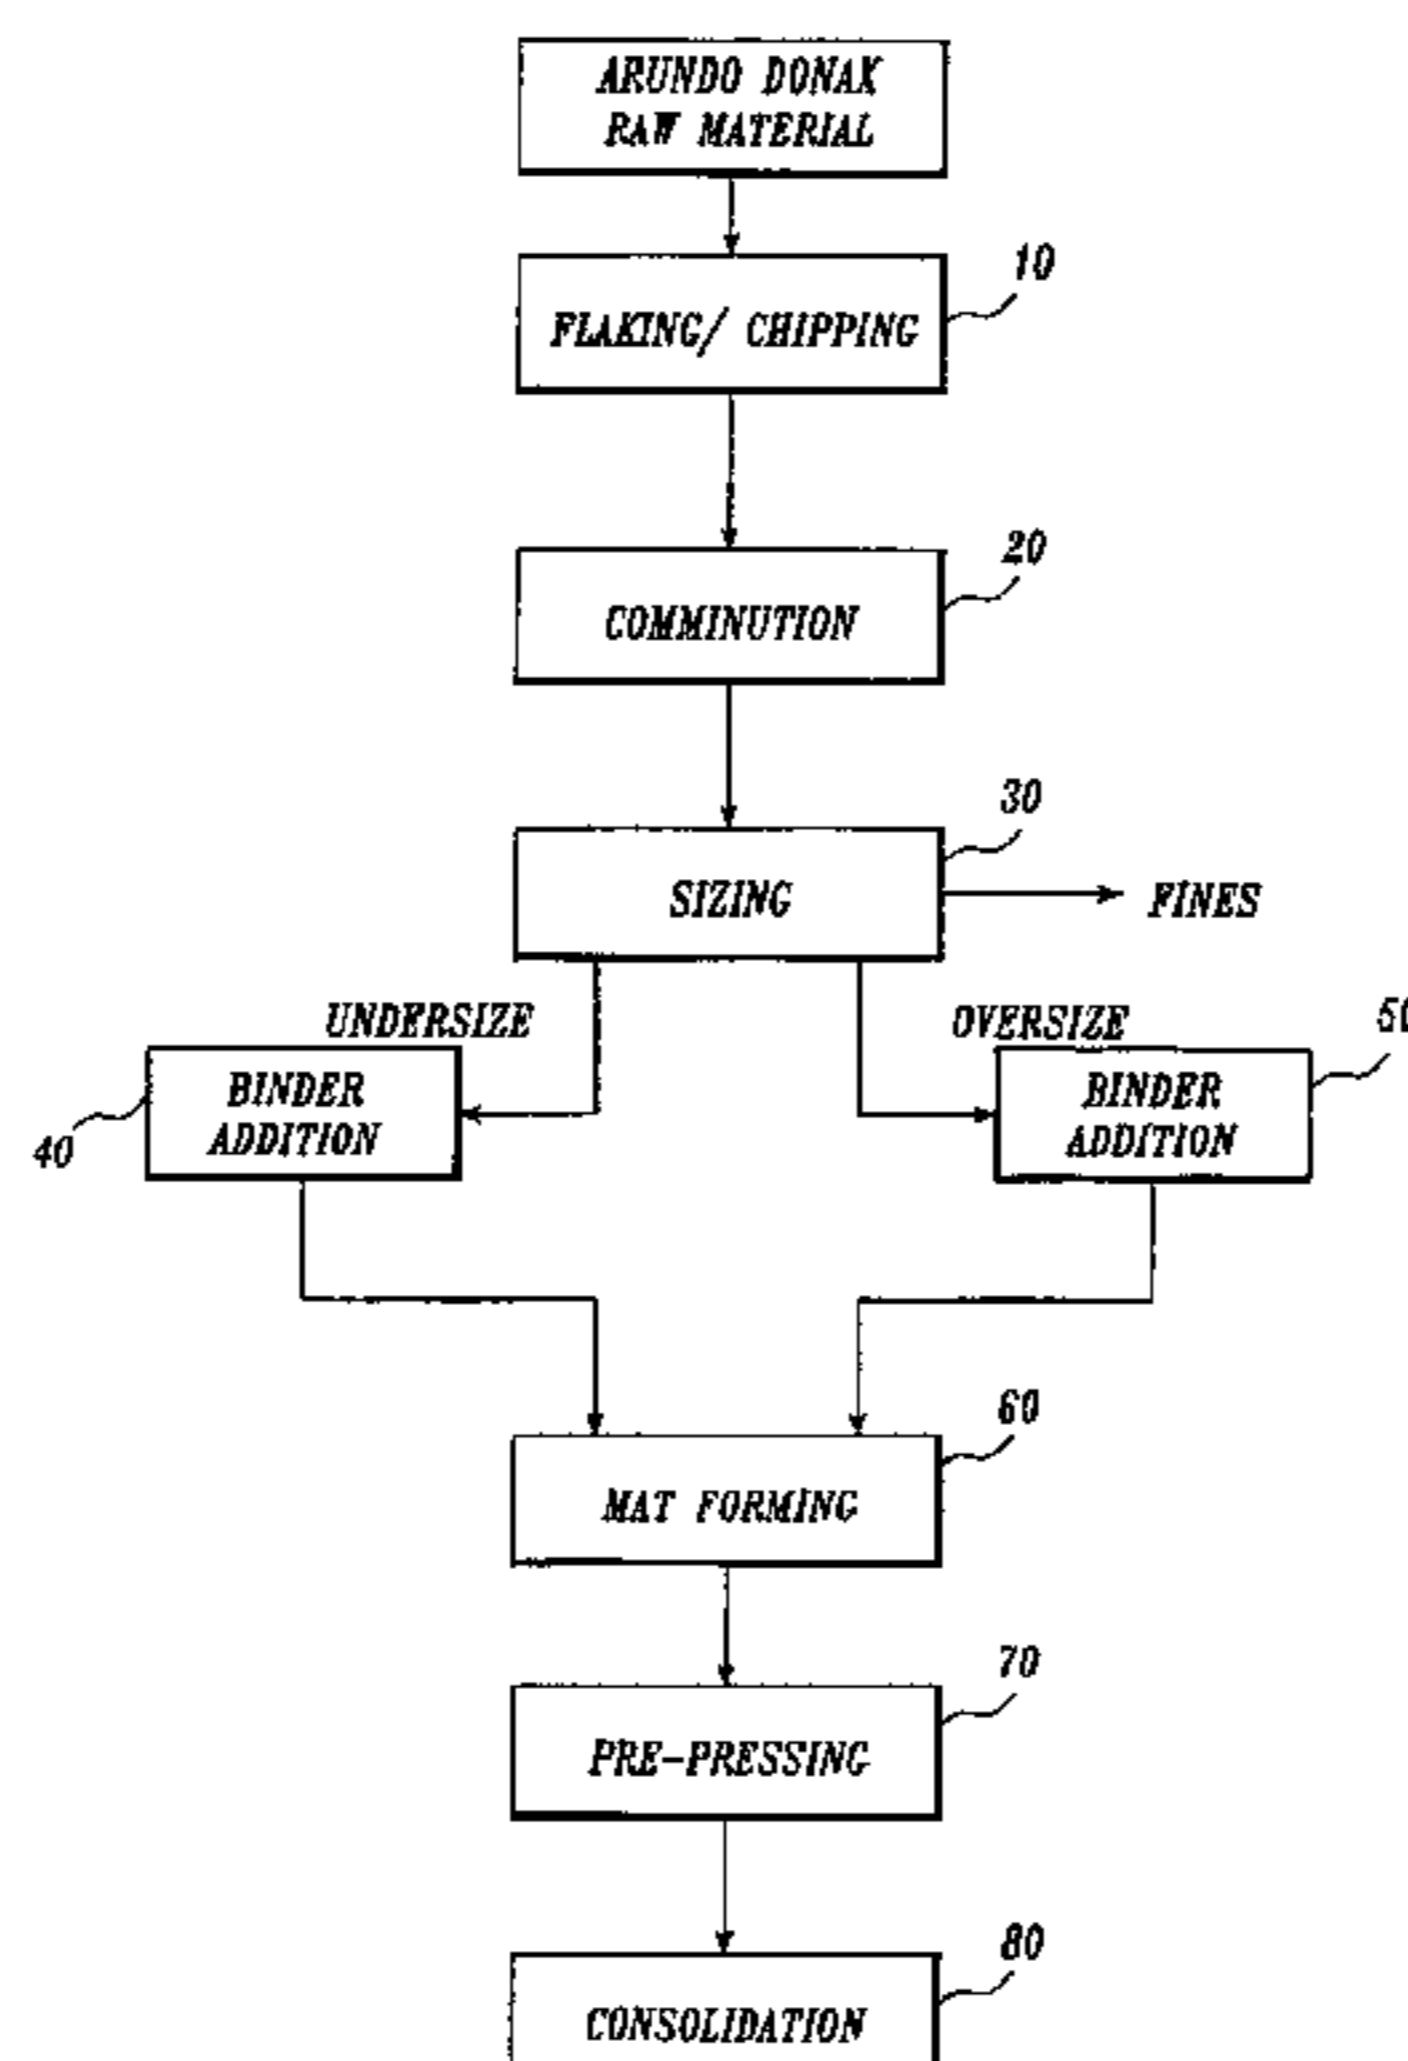 ARUNDO DONAX
RAW MATERIAL
10
FLAKING/ CHIPPING
20
COMMINUTION
30
SIZING
FINES
UNDERSIZE
OVERSIZE
BINDER
ADDITION
40
BINDER
ADDITION
60
MAT FORMING
70
PRE-PRESSING
80
CONSOLIDATION